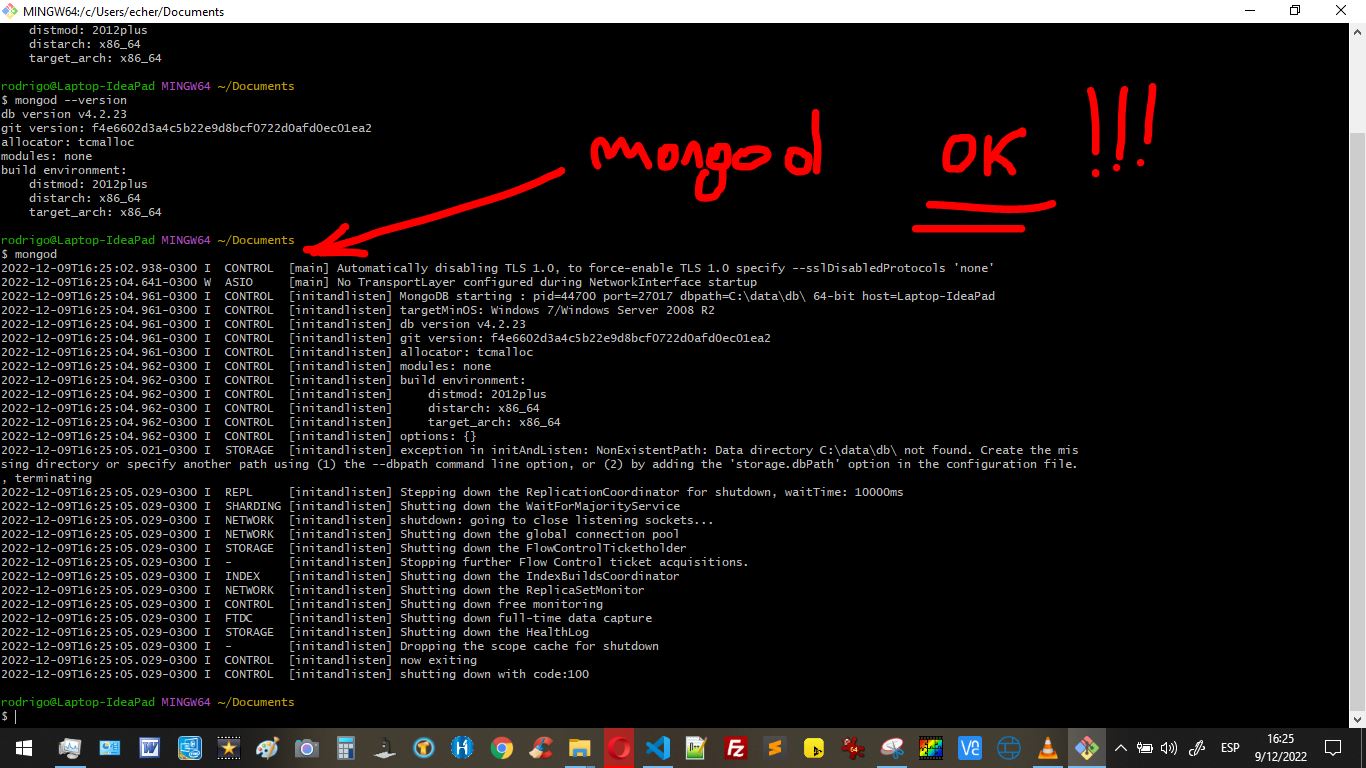 MINGW64:/c/Users/echer/Documents
distmod: 2012plus
distarch: x86_64
target_arch: x86_64
rodrigo@Laptop-IdeaPad MINGW64 ~/Documents
$ mongod --version
db version v4.2.23
git version: f4e6602d3a4c5b22e9d8bcf0722d0afd0ec01ea2
allocator: tcmalloc
modules: none
build environment:
distmod: 2012plus
distarch: x86_64
target_arch: x86_64
mongod OK !!!
rodrigo@Laptop-IdeaPad MINGW64 ~/Documents
$ mongod
2022-12-09T16:25:02.938-0300 I CONTROL [main] Automatically disabling TLS 1.0, to force-enable TLS 1.0 specify --sslDisabledProtocols 'none'
2022-12-09T16:25:04.641-0300 W ASIO [main] No TransportLayer configured during NetworkInterface startup
2022-12-09T16:25:04.961-0300 I CONTROL [initandlisten] MongoDB starting : pid=44700 port=27017 dbpath=C:\data\db\ 64-bit host=Laptop-IdeaPad
2022-12-09T16:25:04.961-0300 I CONTROL [initandlisten] targetMinOS: Windows 7/Windows Server 2008 R2
2022-12-09T16:25:04.961-0300 I CONTROL [initandlisten] db version v4.2.23
2022-12-09T16:25:04.961-0300 I CONTROL [initandlisten] git version: f4e6602d3a4c5b22e9d8bcf0722d0afd0ec01ea2
2022-12-09T16:25:04.961-0300 I CONTROL [initandlisten] allocator: tcmalloc
2022-12-09T16:25:04.962-0300 I CONTROL [initandlisten] modules: none
2022-12-09T16:25:04.962-0300 I CONTROL [initandlisten] build environment:
2022-12-09T16:25:04.962-0300 I CONTROL [initandlisten] distmod: 2012plus
2022-12-09T16:25:04.962-0300 I CONTROL [initandlisten] distarch: x86_64
2022-12-09T16:25:04.962-0300 I CONTROL [initandlisten] target_arch: x86_64
2022-12-09T16:25:04.962-0300 I CONTROL [initandlisten] options: {}
2022-12-09T16:25:05.021-0300 I STORAGE [initandlisten] exception in initAndListen: NonExistentPath: Data directory C:\data\db\ not found. Create the mis
sing directory or specify another path using (1) the --dbpath command line option, or (2) by adding the 'storage.dbPath' option in the configuration file.
, terminating
2022-12-09T16:25:05.029-0300 I REPL [initandlisten] Stepping down the ReplicationCoordinator for shutdown, waitTime: 10000ms
2022-12-09T16:25:05.029-0300 I SHARDING [initandlisten] Shutting down the WaitForMajorityService
2022-12-09T16:25:05.029-0300 I NETWORK [initandlisten] shutdown: going to close listening sockets...
2022-12-09T16:25:05.029-0300 I NETWORK [initandlisten] Shutting down the global connection pool
2022-12-09T16:25:05.029-0300 I STORAGE [initandlisten] Shutting down the FlowControlTicketholder
2022-12-09T16:25:05.029-0300 I - [initandlisten] Stopping further Flow Control ticket acquisitions.
2022-12-09T16:25:05.029-0300 I INDEX [initandlisten] Shutting down the IndexBuildsCoordinator
2022-12-09T16:25:05.029-0300 I NETWORK [initandlisten] Shutting down the ReplicaSetMonitor
2022-12-09T16:25:05.029-0300 I CONTROL [initandlisten] Shutting down free monitoring
2022-12-09T16:25:05.029-0300 I FTDC [initandlisten] Shutting down full-time data capture
2022-12-09T16:25:05.029-0300 I STORAGE [initandlisten] Shutting down the HealthLog
2022-12-09T16:25:05.029-0300 I - [initandlisten] Dropping the scope cache for shutdown
2022-12-09T16:25:05.029-0300 I CONTROL [initandlisten] now exiting
2022-12-09T16:25:05.029-0300 I CONTROL [initandlisten] shutting down with code:100
rodrigo@Laptop-IdeaPad MINGW64 ~/Documents
$
ESP
16:25
9/12/2022